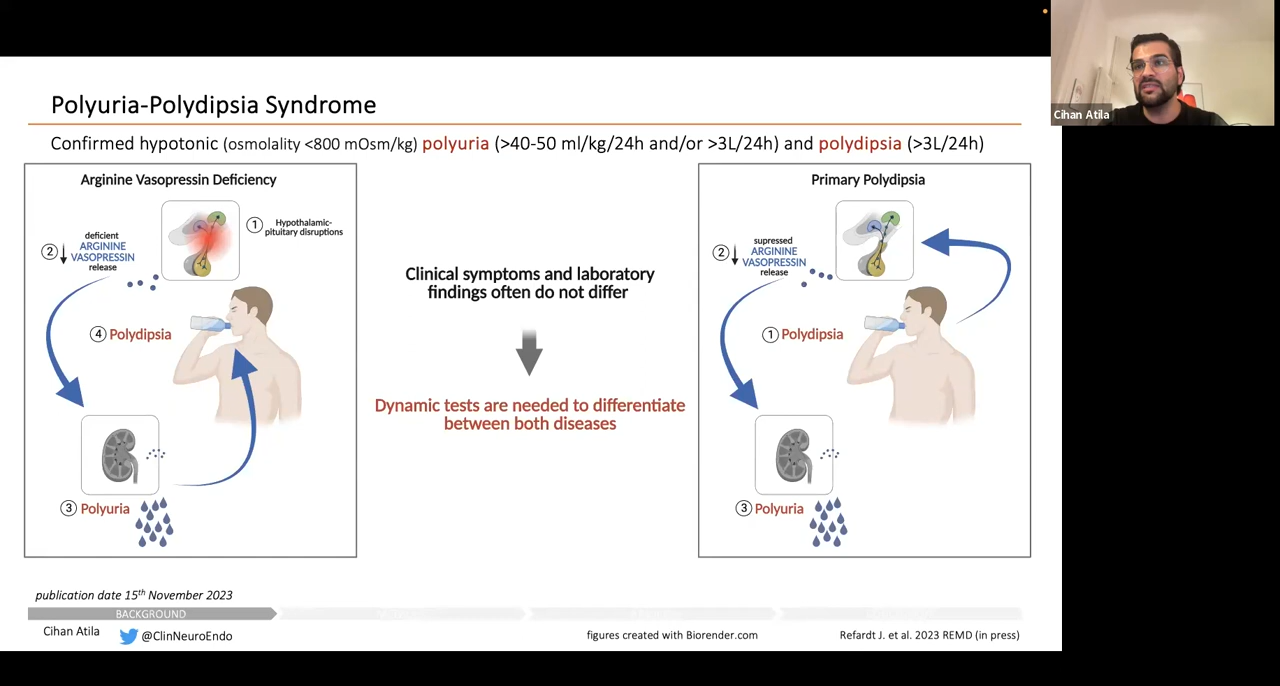 Cihan Atila
Polyuria-Polydipsia Syndrome
Confirmed hypotonic (osmolality <800 mOsm/kg) polyuria (>40-50 ml/kg/24h and/or >3L/24h) and polydipsia (>3L/24h)
Arginine Vasopressin Deficiency
1 Hypothalamic-
pituitary disruptions
2 deficient
ARGININE
VASOPRESSIN
release
4 Polydipsia
3 Polyuria
Clinical symptoms and laboratory
findings often do not differ
Dynamic tests are needed to differentiate
between both diseases
Primary Polydipsia
2 supressed
ARGININE
VASOPRESSIN
release
1 Polydipsia
3 Polyuria
publication date 15th November 2023
BACKGROUND
Cihan Atila
@ClinNeuroEndo
figures created with Biorender.com
Refardt J. et al. 2023 REMD (in press)